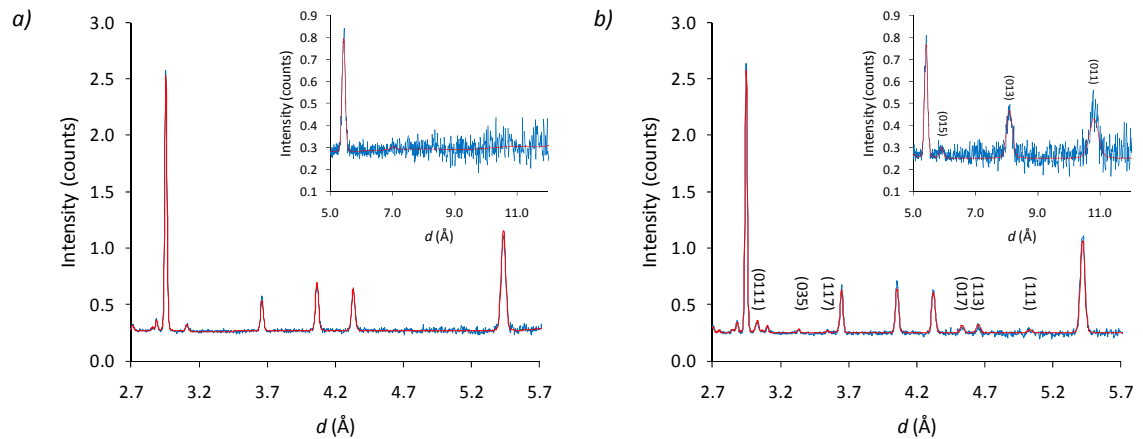 a)
3.0
2.5
2.0
1.5
1.0
0.5
0.0
Intensity (counts)
2.7 3.2 3.7 4.2 4.7 5.2 5.7
d (Å)
0.9
0.8
0.7
0.6
0.5
0.4
0.3
0.2
0.1
Intensity (counts)
5.0 7.0 9.0 11.0
d (Å)
b)
3.0
2.5
2.0
1.5
1.0
0.5
0.0
Intensity (counts)
(0111)
(035)
(117)
(017)
(113)
(111)
2.7 3.2 3.7 4.2 4.7 5.2 5.7
d (Å)
0.9
0.8
0.7
0.6
0.5
0.4
0.3
0.2
0.1
Intensity (counts)
(015)
(013)
(011)
5.0 7.0 9.0 11.0
d (Å)